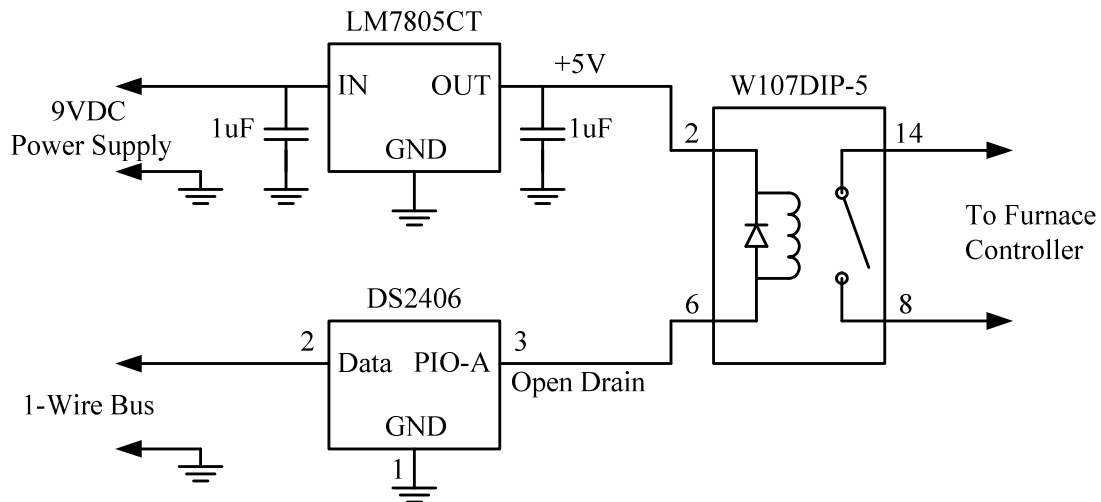 LM7805CT
+5V
IN
OUT
9VDC
Power Supply
1uF
1uF
GND
W107DIP-5
2
14
To Furnace
Controller
6
8
DS2406
2
Data
PIO-A
3
Open Drain
1-Wire Bus
GND
1